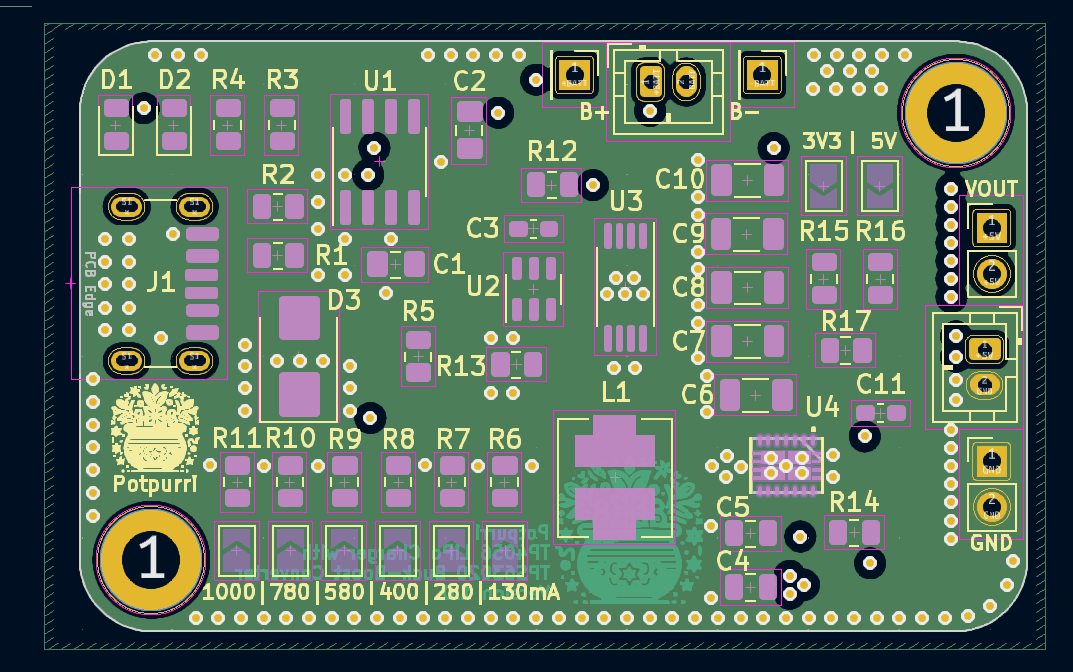 D1 D2 R4 R3 U1 C2
B+ B-
1
3V3 | 5V
R12
R2 C10 U3 VOUT
C3 C9 R15 R16
R1 C1
PCB Edge
J1 U2 C8
D3
R5 R17
R13 C7
L1 C6 C11
U4
R11 R10 R9 R8 R7 R6
Potpurri
C5 R14
1 GND
C4
1000 | 780 | 580 | 400 | 280 | 130mA